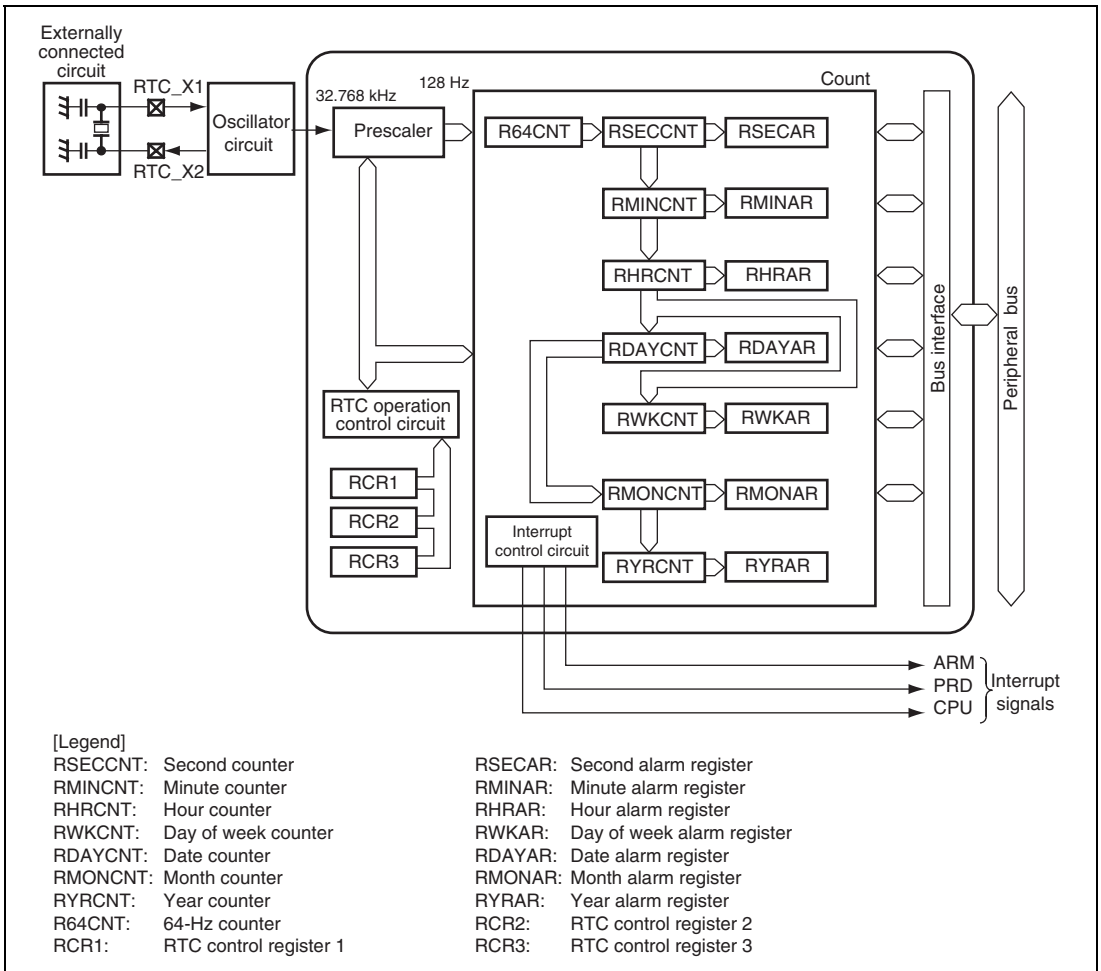 Externally
connected
circuit
RTC_X1
RTC_X2
Oscillator
circuit
32.768 kHz
128 Hz
Prescaler
Count
R64CNT
RSECCNT
RSECAR
RMINCNT
RMINAR
RHRCNT
RHRAR
RDAYCNT
RDAYAR
RWKCNT
RWKAR
RMONCNT
RMONAR
RYRCNT
RYRAR
RTC operation
control circuit
RCR1
RCR2
RCR3
Interrupt
control circuit
Bus interface
Peripheral bus
ARM
PRD
CPU
Interrupt
signals
[Legend]
RSECCNT: Second counter
RMINCNT: Minute counter
RHRCNT: Hour counter
RWKCNT: Day of week counter
RDAYCNT: Date counter
RMONCNT: Month counter
RYRCNT: Year counter
R64CNT: 64-Hz counter
RCR1: RTC control register 1
RSECAR: Second alarm register
RMINAR: Minute alarm register
RHRAR: Hour alarm register
RWKAR: Day of week alarm register
RDAYAR: Date alarm register
RMONAR: Month alarm register
RYRAR: Year alarm register
RCR2: RTC control register 2
RCR3: RTC control register 3